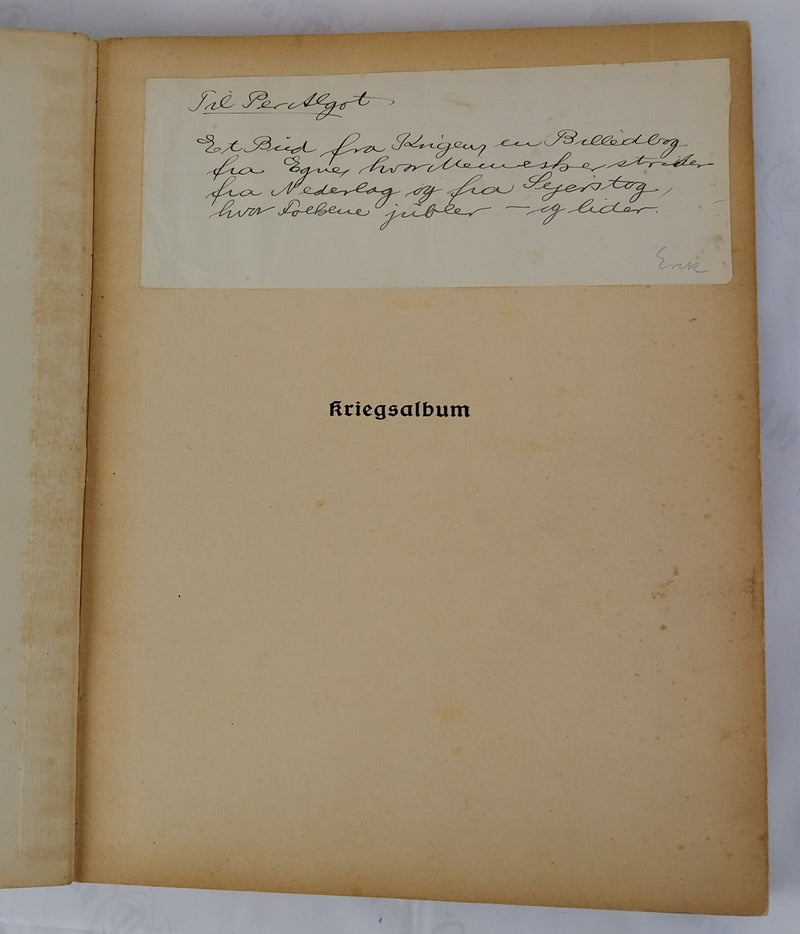 Til Per Algot
Et Bud fra Krigen, en Billedbog
fra Egne, hvor Mennesker strider
fra Nederlag og fra Sejerstog,
hvor Folkene jubler – og lider.
Erik
Kriegsalbum